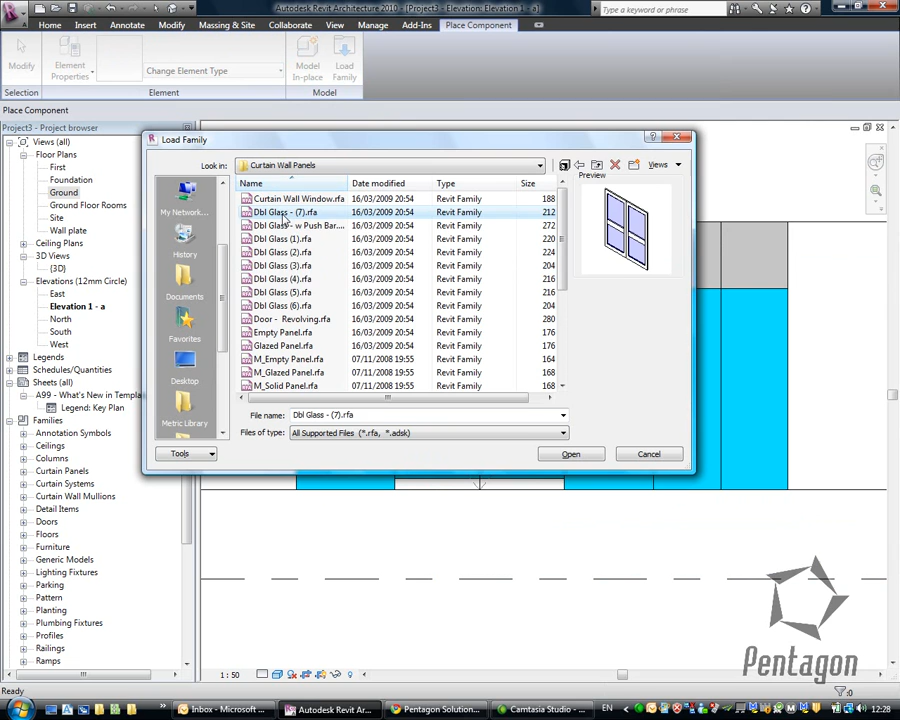 Autodesk Revit Architecture 2010 - [Project3 - Elevation: Elevation 1 - a]
Type a keyword or phrase
Home Insert Annotate Modify Massing & Site Collaborate View Manage Add-Ins Place Component
Modify
Element Properties
Change Element Type
Model In-place
Load Family
Selection Element Model
Place Component
Project3 - Project browser
Views (all)
Floor Plans
First
Foundation
Ground
Ground Floor Rooms
Site
Wall plate
Ceiling Plans
3D Views
{3D}
Elevations (12mm Circle)
East
Elevation 1 - a
North
South
West
Legends
Schedules/Quantities
Sheets (all)
A99 - What's New in Templa
Legend: Key Plan
Families
Annotation Symbols
Ceilings
Columns
Curtain Panels
Curtain Systems
Curtain Wall Mullions
Detail Items
Doors
Floors
Furniture
Generic Models
Lighting Fixtures
Parking
Pattern
Planting
Plumbing Fixtures
Profiles
Railings
Ramps
Load Family
Look in: Curtain Wall Panels
Views
Name Date modified Type Size
Preview
Curtain Wall Window.rfa 16/03/2009 20:54 Revit Family 188
Dbl Glass - (7).rfa 16/03/2009 20:54 Revit Family 212
Dbl Glass - w Push Bar.... 16/03/2009 20:54 Revit Family 272
Dbl Glass (1).rfa 16/03/2009 20:54 Revit Family 220
Dbl Glass (2).rfa 16/03/2009 20:54 Revit Family 224
Dbl Glass (3).rfa 16/03/2009 20:54 Revit Family 204
Dbl Glass (4).rfa 16/03/2009 20:54 Revit Family 216
Dbl Glass (5).rfa 16/03/2009 20:54 Revit Family 216
Dbl Glass (6).rfa 16/03/2009 20:54 Revit Family 204
Door - Revolving.rfa 16/03/2009 20:54 Revit Family 280
Empty Panel.rfa 16/03/2009 20:54 Revit Family 176
Glazed Panel.rfa 16/03/2009 20:54 Revit Family 176
M_Empty Panel.rfa 07/11/2008 19:55 Revit Family 164
M_Glazed Panel.rfa 07/11/2008 19:55 Revit Family 168
M_Solid Panel.rfa 07/11/2008 19:55 Revit Family 168
My Network...
History
Documents
Favorites
Desktop
Metric Library
File name: Dbl Glass - (7).rfa
Files of type: All Supported Files (*.rfa, *.adsk)
Tools
Open
Cancel
1 : 50
Pentagon
Ready
:0
Inbox - Microsoft ...
Autodesk Revit Ar...
Pentagon Solution...
Camtasia Studio - ...
EN
12:28